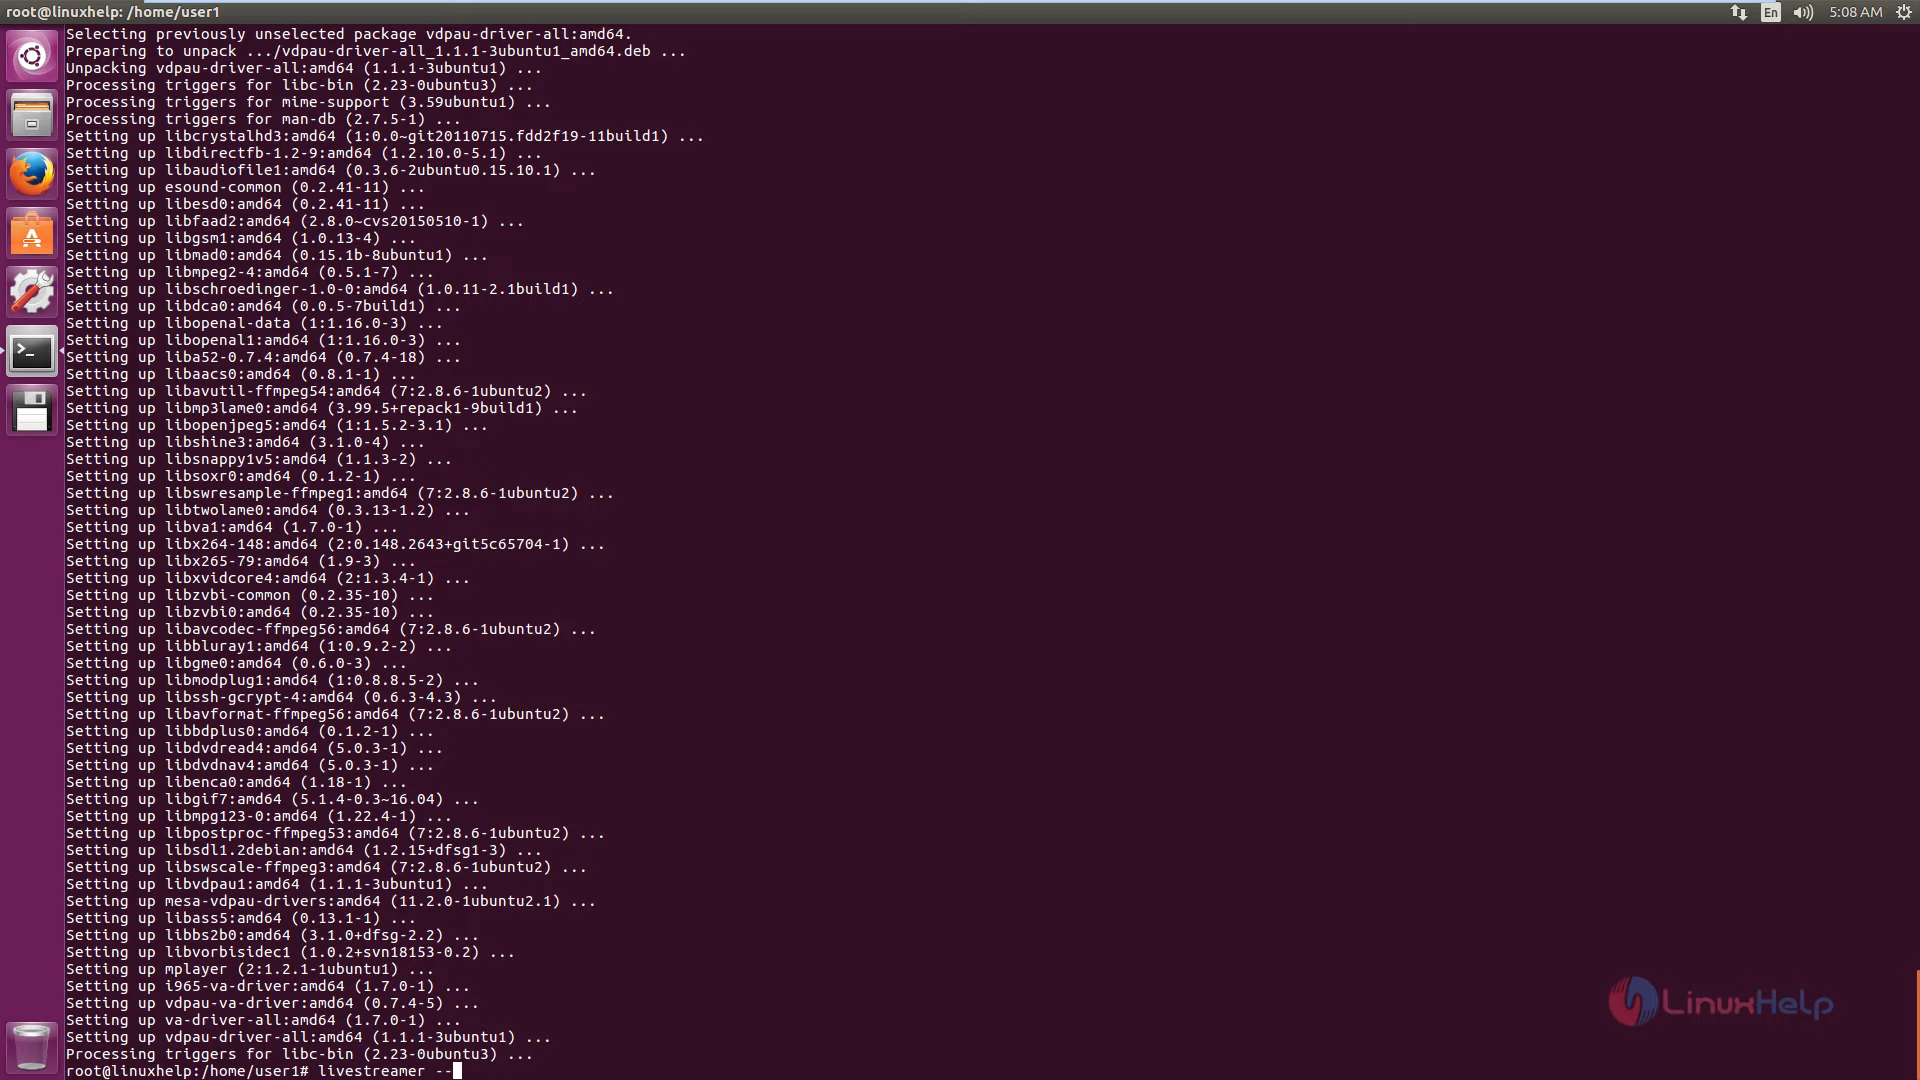 root@linuxhelp: /home/user1
En
5:08 AM
Selecting previously unselected package vdpau-driver-all:amd64.
Preparing to unpack .../vdpau-driver-all_1.1.1-3ubuntu1_amd64.deb ...
Unpacking vdpau-driver-all:amd64 (1.1.1-3ubuntu1) ...
Processing triggers for libc-bin (2.23-0ubuntu3) ...
Processing triggers for mime-support (3.59ubuntu1) ...
Processing triggers for man-db (2.7.5-1) ...
Setting up libcrystalhd3:amd64 (1:0.0~git20110715.fdd2f19-11build1) ...
Setting up libdirectfb-1.2-9:amd64 (1.2.10.0-5.1) ...
Setting up libaudiofile1:amd64 (0.3.6-2ubuntu0.15.10.1) ...
Setting up esound-common (0.2.41-11) ...
Setting up libesd0:amd64 (0.2.41-11) ...
Setting up libfaad2:amd64 (2.8.0~cvs20150510-1) ...
Setting up libgsm1:amd64 (1.0.13-4) ...
Setting up libmad0:amd64 (0.15.1b-8ubuntu1) ...
Setting up libmpeg2-4:amd64 (0.5.1-7) ...
Setting up libschroedinger-1.0-0:amd64 (1.0.11-2.1build1) ...
Setting up libdca0:amd64 (0.0.5-7build1) ...
Setting up libopenal-data (1:1.16.0-3) ...
Setting up libopenal1:amd64 (1:1.16.0-3) ...
Setting up liba52-0.7.4:amd64 (0.7.4-18) ...
Setting up libaacs0:amd64 (0.8.1-1) ...
Setting up libavutil-ffmpeg54:amd64 (7:2.8.6-1ubuntu2) ...
Setting up libmp3lame0:amd64 (3.99.5+repack1-9build1) ...
Setting up libopenjpeg5:amd64 (1:1.5.2-3.1) ...
Setting up libshine3:amd64 (3.1.0-4) ...
Setting up libsnappy1v5:amd64 (1.1.3-2) ...
Setting up libsoxr0:amd64 (0.1.2-1) ...
Setting up libswresample-ffmpeg1:amd64 (7:2.8.6-1ubuntu2) ...
Setting up libtwolame0:amd64 (0.3.13-1.2) ...
Setting up libva1:amd64 (1.7.0-1) ...
Setting up libx264-148:amd64 (2:0.148.2643+git5c65704-1) ...
Setting up libx265-79:amd64 (1.9-3) ...
Setting up libxvidcore4:amd64 (2:1.3.4-1) ...
Setting up libzvbi-common (0.2.35-10) ...
Setting up libzvbi0:amd64 (0.2.35-10) ...
Setting up libavcodec-ffmpeg56:amd64 (7:2.8.6-1ubuntu2) ...
Setting up libbluray1:amd64 (1:0.9.2-2) ...
Setting up libgme0:amd64 (0.6.0-3) ...
Setting up libmodplug1:amd64 (1:0.8.8.5-2) ...
Setting up libssh-gcrypt-4:amd64 (0.6.3-4.3) ...
Setting up libavformat-ffmpeg56:amd64 (7:2.8.6-1ubuntu2) ...
Setting up libbdplus0:amd64 (0.1.2-1) ...
Setting up libdvdread4:amd64 (5.0.3-1) ...
Setting up libdvdnav4:amd64 (5.0.3-1) ...
Setting up libenca0:amd64 (1.18-1) ...
Setting up libgif7:amd64 (5.1.4-0.3~16.04) ...
Setting up libmpg123-0:amd64 (1.22.4-1) ...
Setting up libpostproc-ffmpeg53:amd64 (7:2.8.6-1ubuntu2) ...
Setting up libsdl1.2debian:amd64 (1.2.15+dfsg1-3) ...
Setting up libswscale-ffmpeg3:amd64 (7:2.8.6-1ubuntu2) ...
Setting up libvdpau1:amd64 (1.1.1-3ubuntu1) ...
Setting up mesa-vdpau-drivers:amd64 (11.2.0-1ubuntu2.1) ...
Setting up libass5:amd64 (0.13.1-1) ...
Setting up libbs2b0:amd64 (3.1.0+dfsg-2.2) ...
Setting up libvorbisidec1 (1.0.2+svn18153-0.2) ...
Setting up mplayer (2:1.2.1-1ubuntu1) ...
Setting up i965-va-driver:amd64 (1.7.0-1) ...
Setting up vdpau-va-driver:amd64 (0.7.4-5) ...
Setting up va-driver-all:amd64 (1.7.0-1) ...
Setting up vdpau-driver-all:amd64 (1.1.1-3ubuntu1) ...
Processing triggers for libc-bin (2.23-0ubuntu3) ...
root@linuxhelp:/home/user1# livestreamer --
LinuxHelp